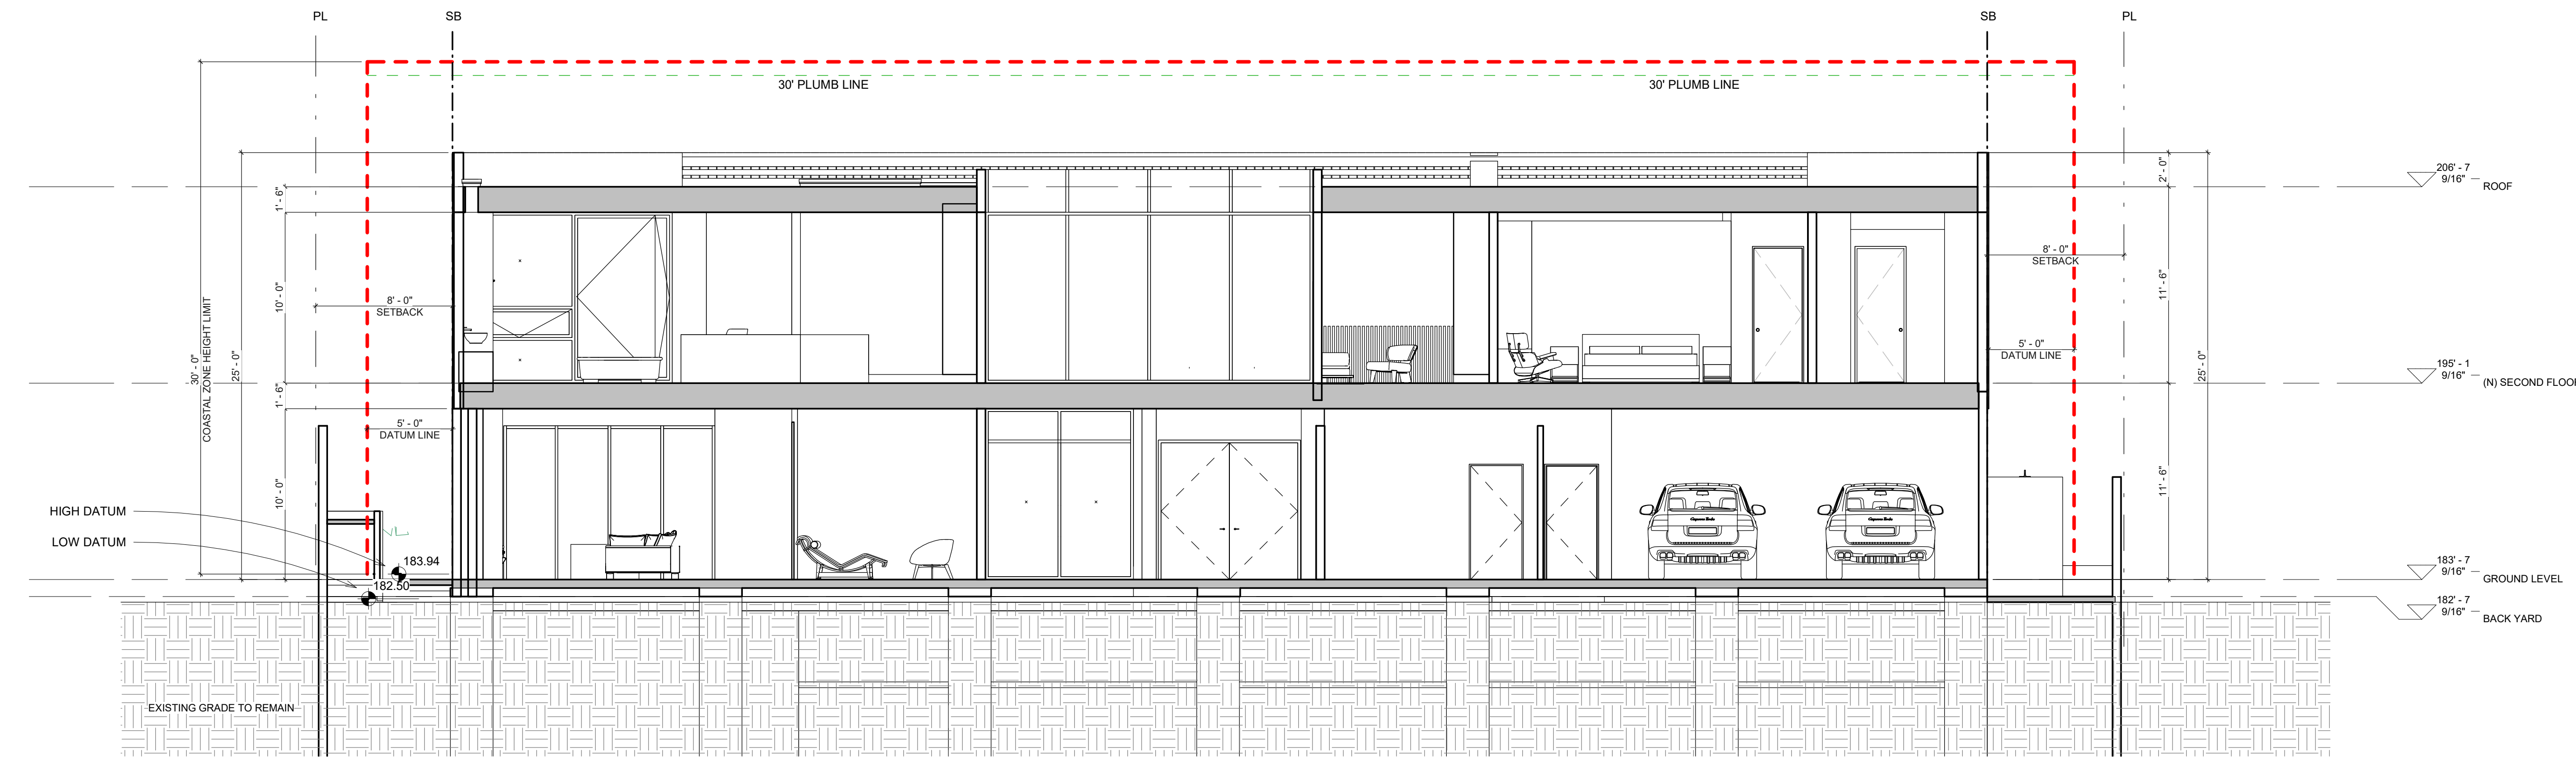 PL
SB
SB
PL
30' PLUMB LINE
30' PLUMB LINE
206' - 7
9/16"
ROOF
2' - 0"
1' - 6"
8' - 0"
SETBACK
8' - 0"
SETBACK
11' - 6"
10' - 0"
30' - 0"
COASTAL ZONE HEIGHT LIMIT
25' - 0"
5' - 0"
DATUM LINE
25' - 0"
195' - 1
9/16"
(N) SECOND FLOOR
1' - 6"
5' - 0"
DATUM LINE
10' - 0"
11' - 6"
HIGH DATUM
LOW DATUM
183.94
182.50
183' - 7
9/16"
GROUND LEVEL
182' - 7
9/16"
BACK YARD
EXISTING GRADE TO REMAIN